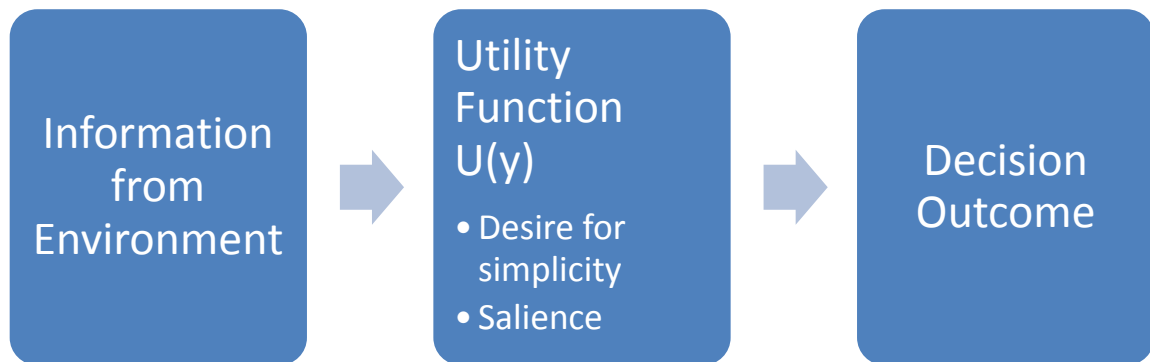 Information
from
Environment
Utility
Function
U(y)
• Desire for
simplicity
• Salience
Decision
Outcome